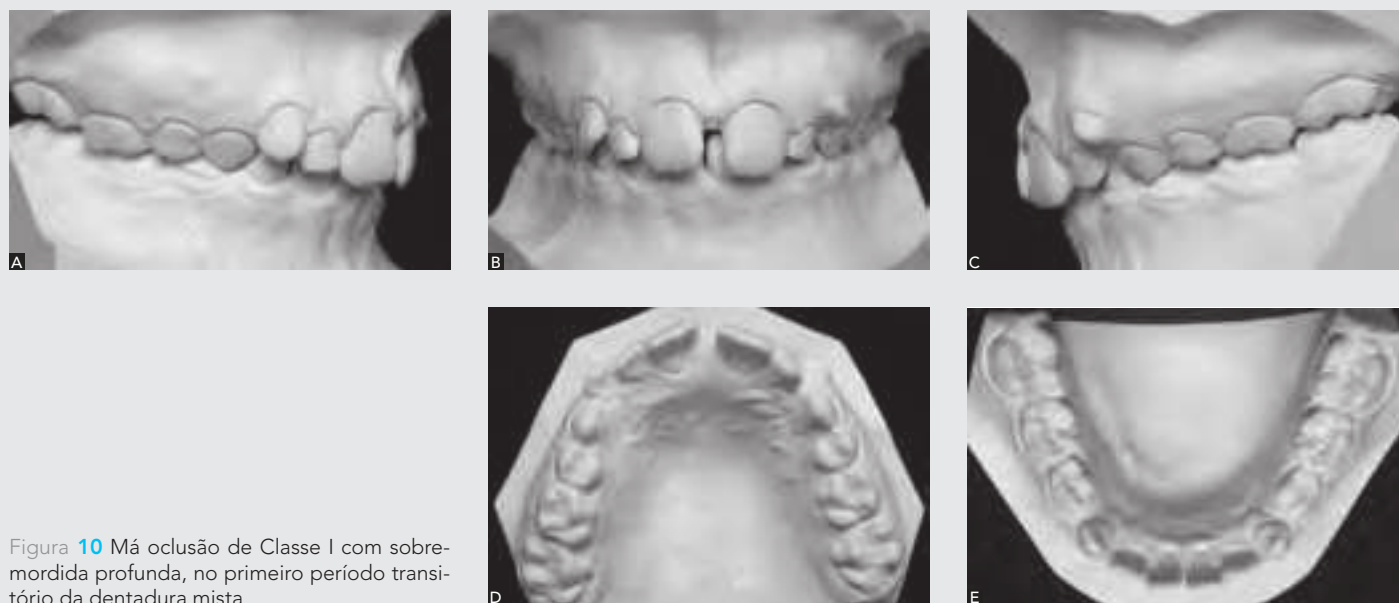 A
B
C
D
E
Figura 10 Má oclusão de Classe I com sobre-
mordida profunda, no primeiro período transi-
tório da dentadura mista.